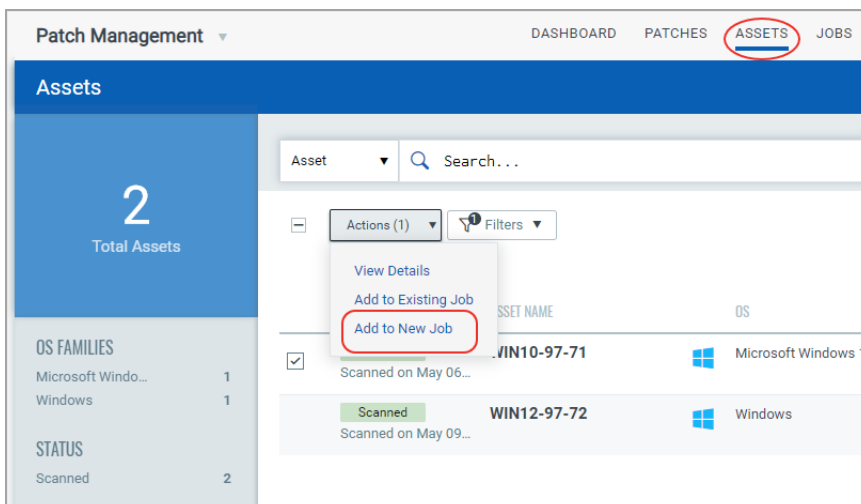 Patch Management
DASHBOARD PATCHES ASSETS JOBS
Assets
2
Total Assets
Asset
Search...
Actions (1)
1
Filters
View Details
Add to Existing Job
Add to New Job
SSET NAME
OS
OS FAMILIES
Microsoft Windo... 1
Windows 1
STATUS
Scanned 2
Scanned on May 06...
WIN10-97-71
Microsoft Windows
Scanned
Scanned on May 09...
WIN12-97-72
Windows